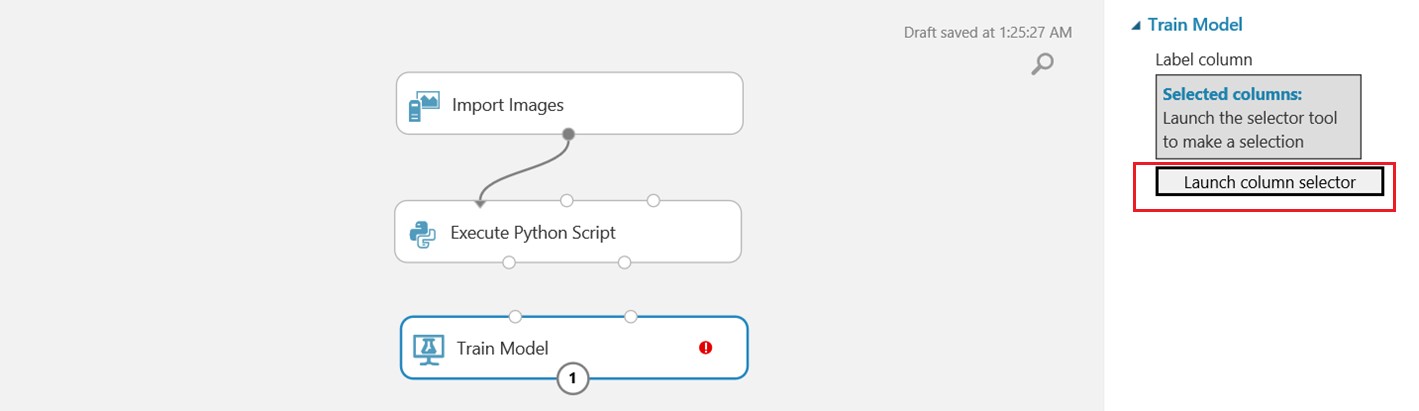 Draft saved at 1:25:27 AM
Import Images
Execute Python Script
Train Model
1
Train Model
Label column
Selected columns:
Launch the selector tool
to make a selection
Launch column selector